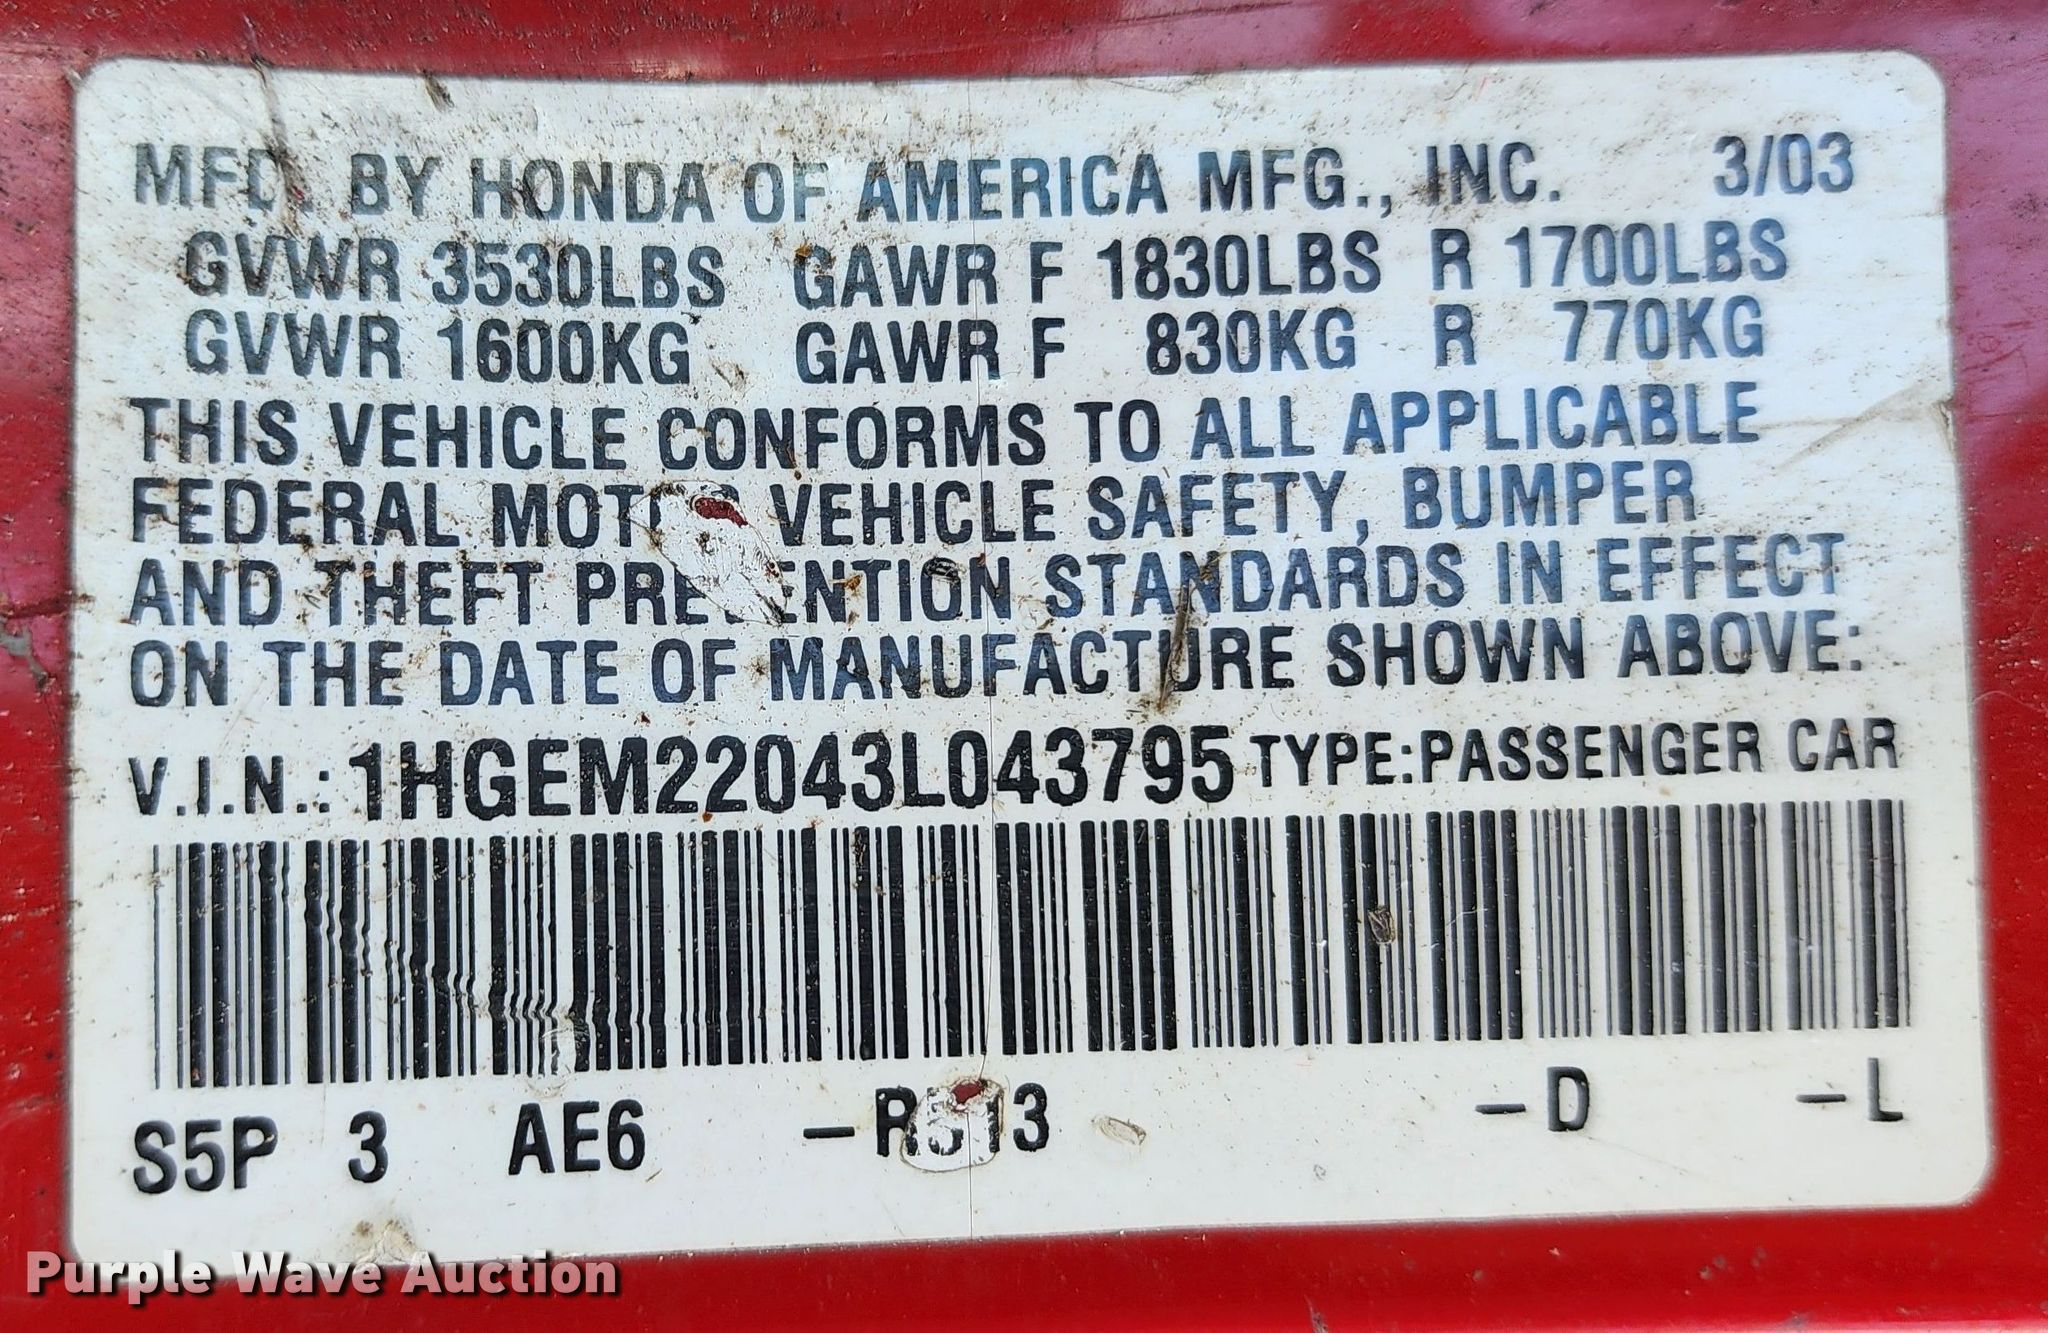 MFD. BY HONDA OF AMERICA MFG., INC. 3/03
GVWR 3530LBS GAWR F 1830LBS R 1700LBS
GVWR 1600KG GAWR F 830KG R 770KG
THIS VEHICLE CONFORMS TO ALL APPLICABLE
FEDERAL MOTOR VEHICLE SAFETY, BUMPER
AND THEFT PREVENTION STANDARDS IN EFFECT
ON THE DATE OF MANUFACTURE SHOWN ABOVE:
V.I.N.: 1HGEM22043L043795 TYPE:PASSENGER CAR
S5P 3 AE6 -R513 -D -L
Purple Wave Auction